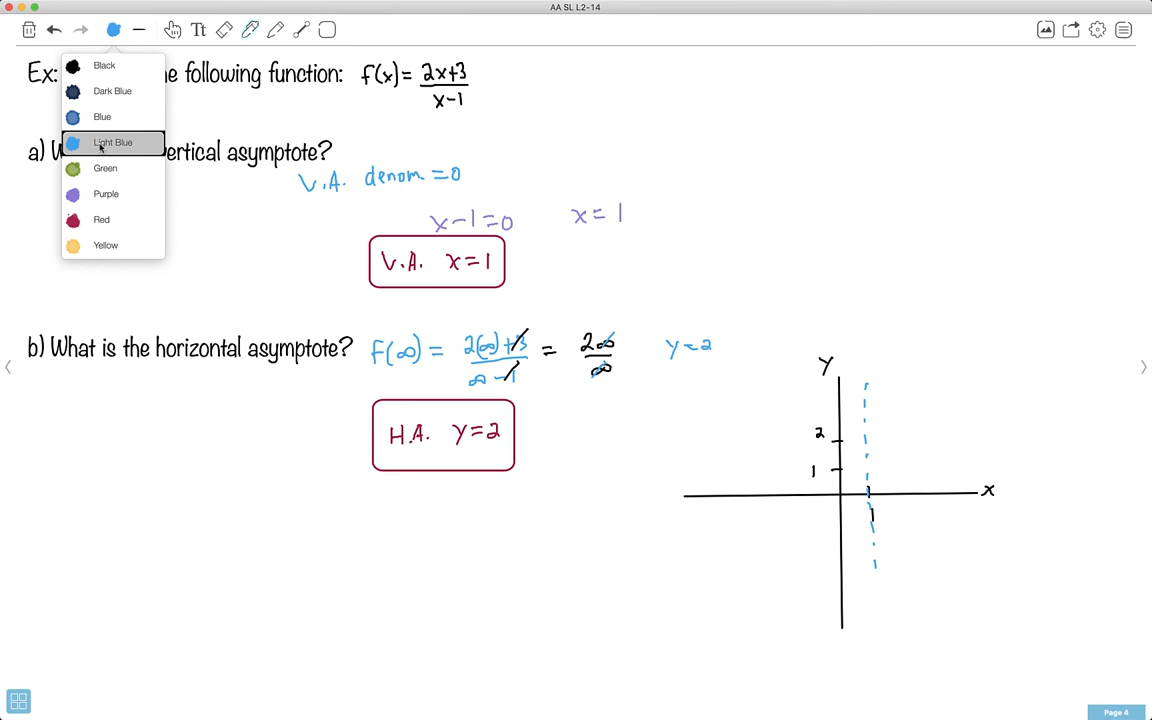 AA SL L2-14
Tt
Black
Dark Blue
Blue
Light Blue
Green
Purple
Red
Yellow
Ex: he following function: f(x) = 2x+3 / x-1
a) W ertical asymptote?
V.A. denom = 0
x-1=0 x=1
V.A. x=1
b) What is the horizontal asymptote? F(∞) = 2(∞)+3 / ∞-1 = 2∞ / ∞ y=2
H.A. y=2
Y
2
1
x
1
Page 4